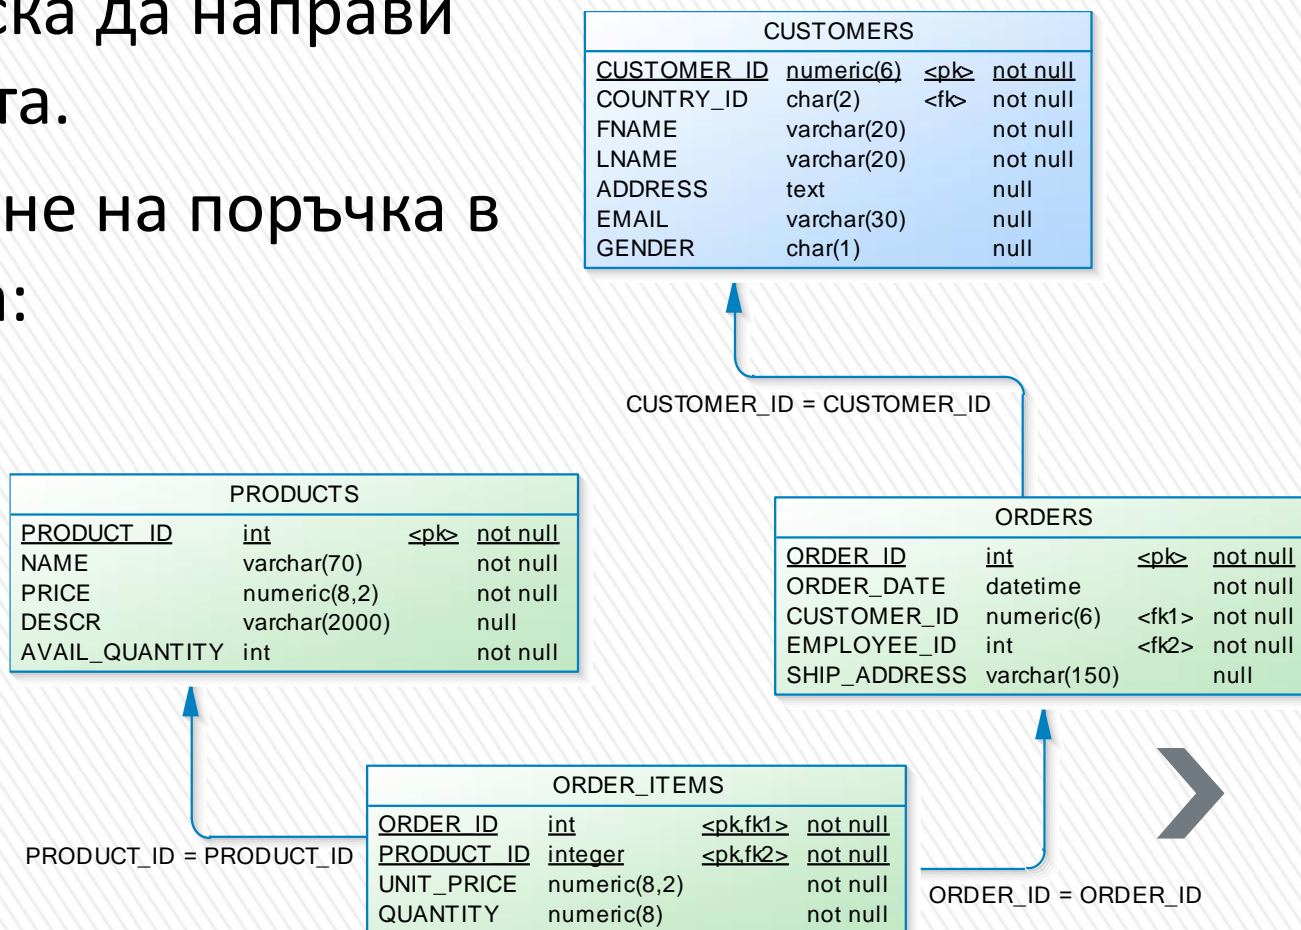 да направи
на поръчка в
CUSTOMERS
CUSTOMER_ID numeric(6) <pk> not null
COUNTRY_ID char(2) <fk> not null
FNAME varchar(20) not null
LNAME varchar(20) not null
ADDRESS text null
EMAIL varchar(30) null
GENDER char(1) null
CUSTOMER_ID = CUSTOMER_ID
PRODUCTS
PRODUCT_ID int <pk> not null
NAME varchar(70) not null
PRICE numeric(8,2) not null
DESCR varchar(2000) null
AVAIL_QUANTITY int not null
ORDERS
ORDER_ID int <pk> not null
ORDER_DATE datetime not null
CUSTOMER_ID numeric(6) <fk1> not null
EMPLOYEE_ID int <fk2> not null
SHIP_ADDRESS varchar(150) null
ORDER_ITEMS
ORDER_ID int <pk,fk1> not null
PRODUCT_ID integer <pk,fk2> not null
UNIT_PRICE numeric(8,2) not null
QUANTITY numeric(8) not null
PRODUCT_ID = PRODUCT_ID
ORDER_ID = ORDER_ID